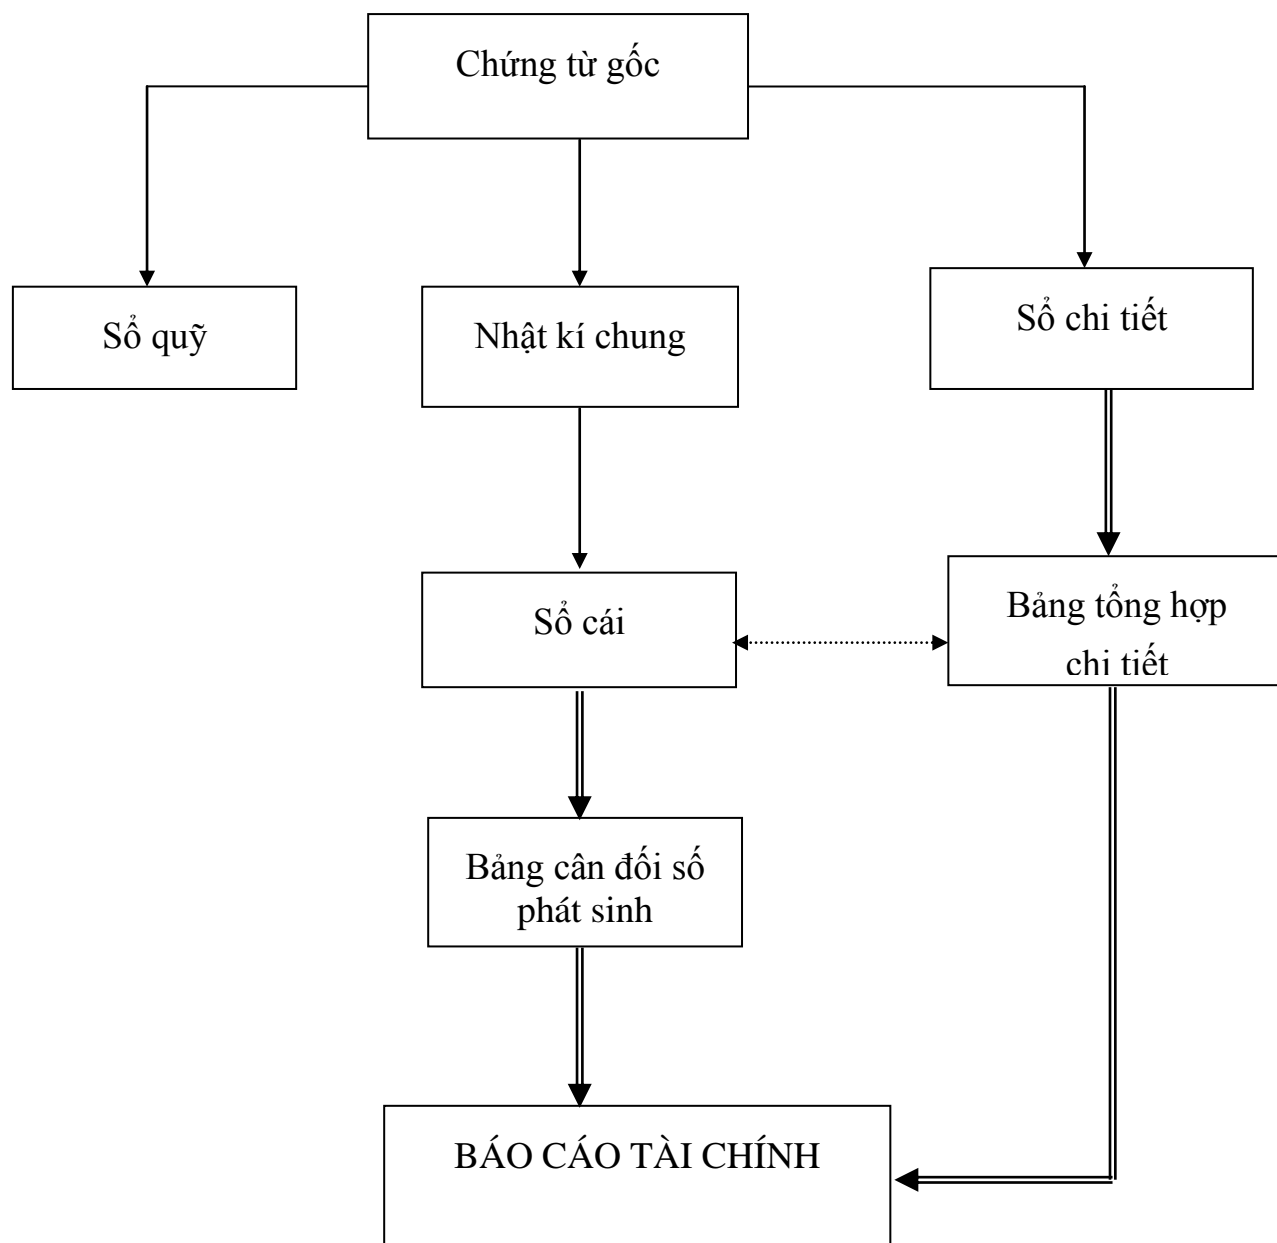 Chứng từ gốc
Sổ quỹ
Nhật kí chung
Sổ chi tiết
Sổ cái
Bảng tổng hợp
chi tiết
Bảng cân đối số
phát sinh
BÁO CÁO TÀI CHÍNH